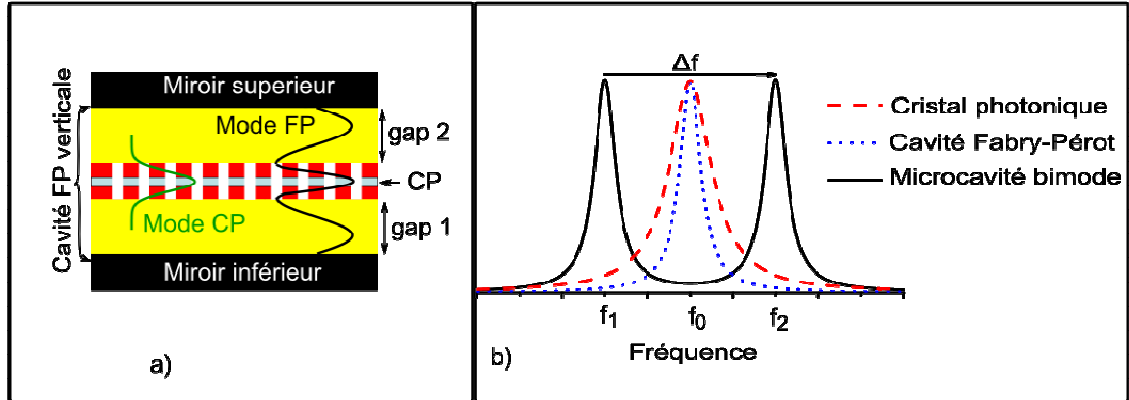 Miroir superieur
Mode FP
gap 2
Cavité FP verticale
CP
Mode CP
gap 1
Miroir inférieur
a)
Δf
Cristal photonique
Cavité Fabry-Pérot
Microcavité bimode
f1
f0
f2
Fréquence
b)